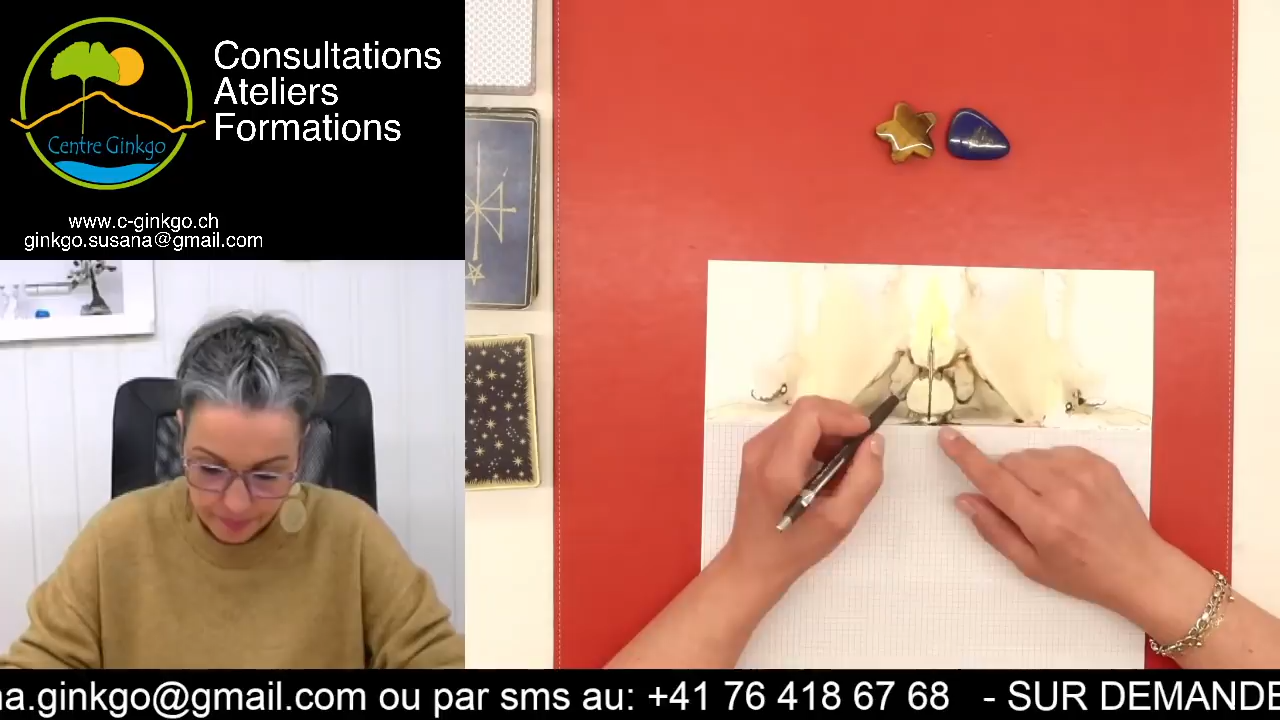 Consultations
Ateliers
Formations
Centre Ginkgo
www.c-ginkgo.ch
ginkgo.susana@gmail.com
na.ginkgo@gmail.com ou par sms au: +41 76 418 67 68 - SUR DEMANDE